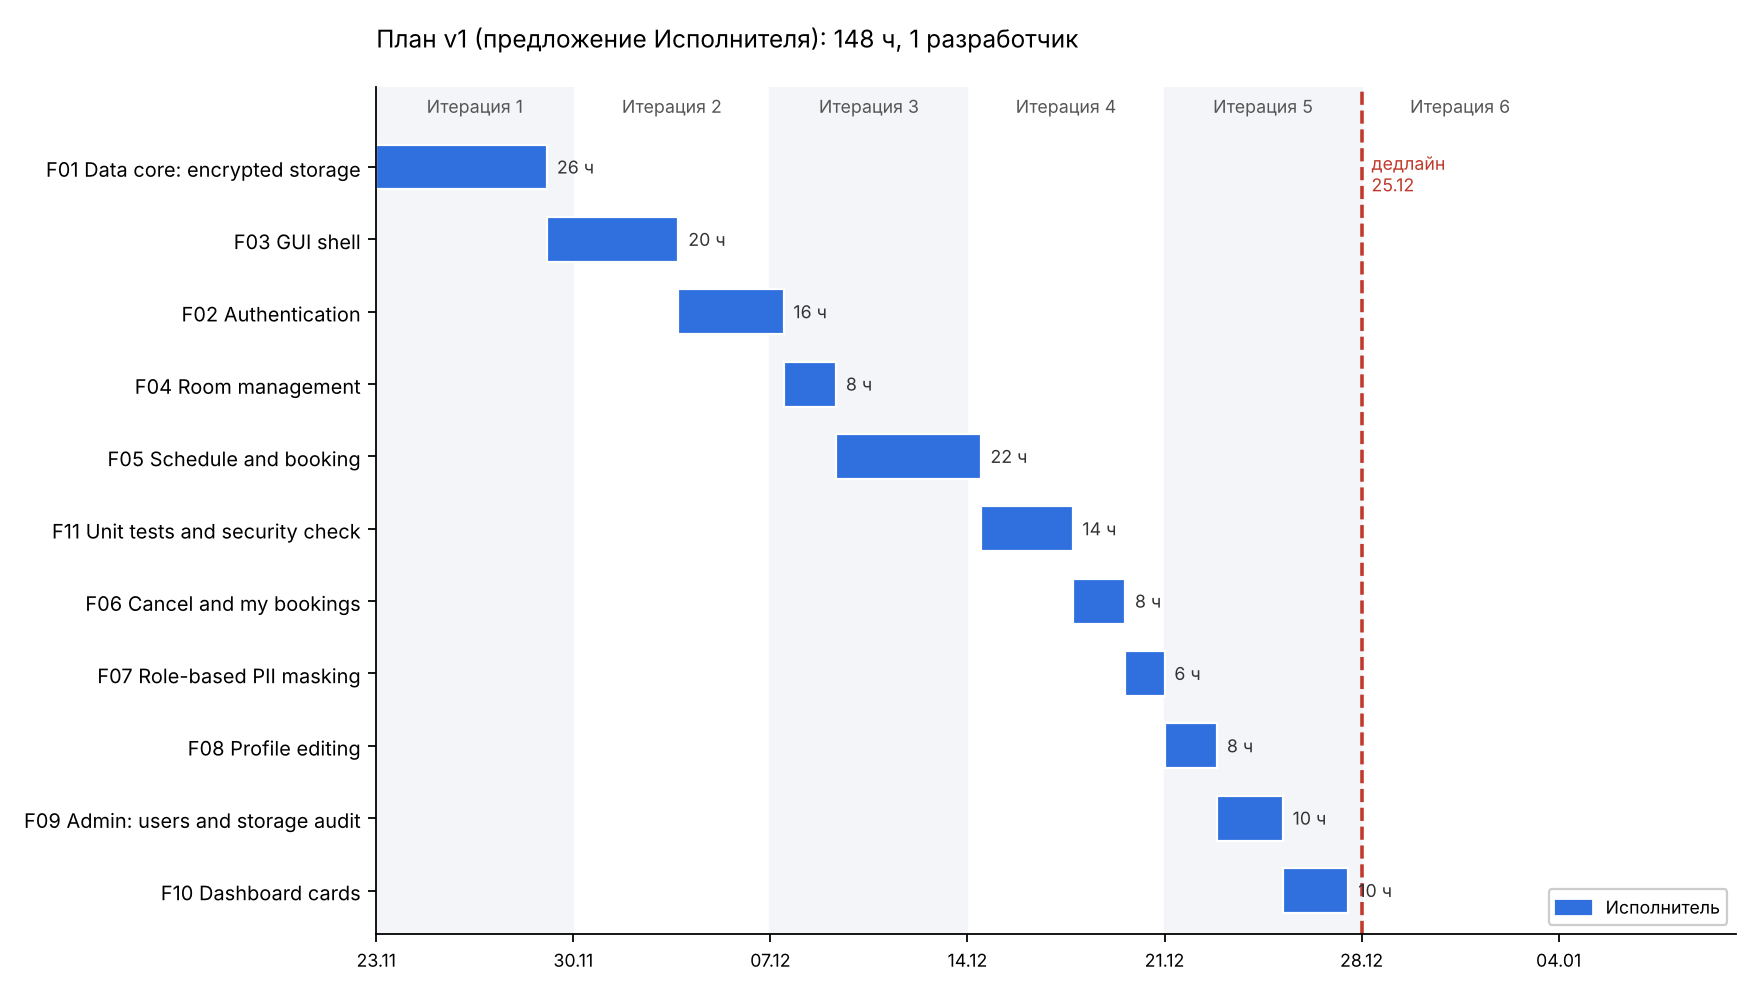 План v1 (предложение Исполнителя): 148 ч, 1 разработчик
Итерация 1
Итерация 2
Итерация 3
Итерация 4
Итерация 5
Итерация 6
F01 Data core: encrypted storage
26 ч
дедлайн
25.12
F03 GUI shell
20 ч
F02 Authentication
16 ч
F04 Room management
8 ч
F05 Schedule and booking
22 ч
F11 Unit tests and security check
14 ч
F06 Cancel and my bookings
8 ч
F07 Role-based PII masking
6 ч
F08 Profile editing
8 ч
F09 Admin: users and storage audit
10 ч
F10 Dashboard cards
10 ч
Исполнитель
23.11
30.11
07.12
14.12
21.12
28.12
04.01